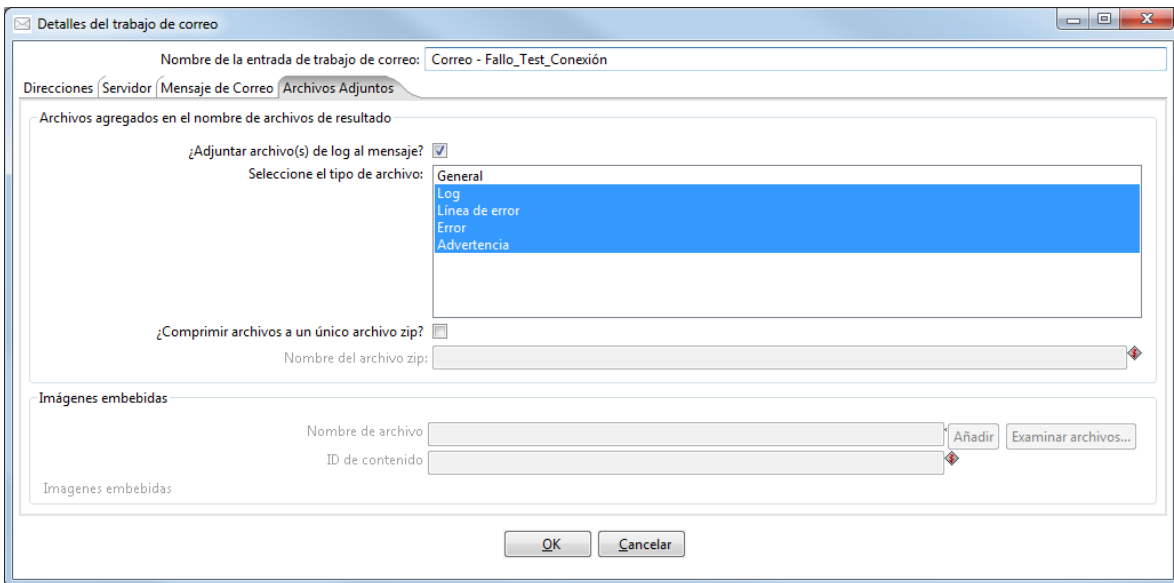 Detalles del trabajo de correo
Nombre de la entrada de trabajo de correo: Correo - Fallo_Test_Conexión
Direcciones Servidor Mensaje de Correo Archivos Adjuntos
Archivos agregados en el nombre de archivos de resultado
¿Adjuntar archivo(s) de log al mensaje?
Seleccione el tipo de archivo: General
Log
Línea de error
Error
Advertencia
¿Comprimir archivos a un único archivo zip?
Nombre del archivo zip:
Imágenes embebidas
Nombre de archivo Añadir Examinar archivos...
ID de contenido
Imagenes embebidas
OK Cancelar